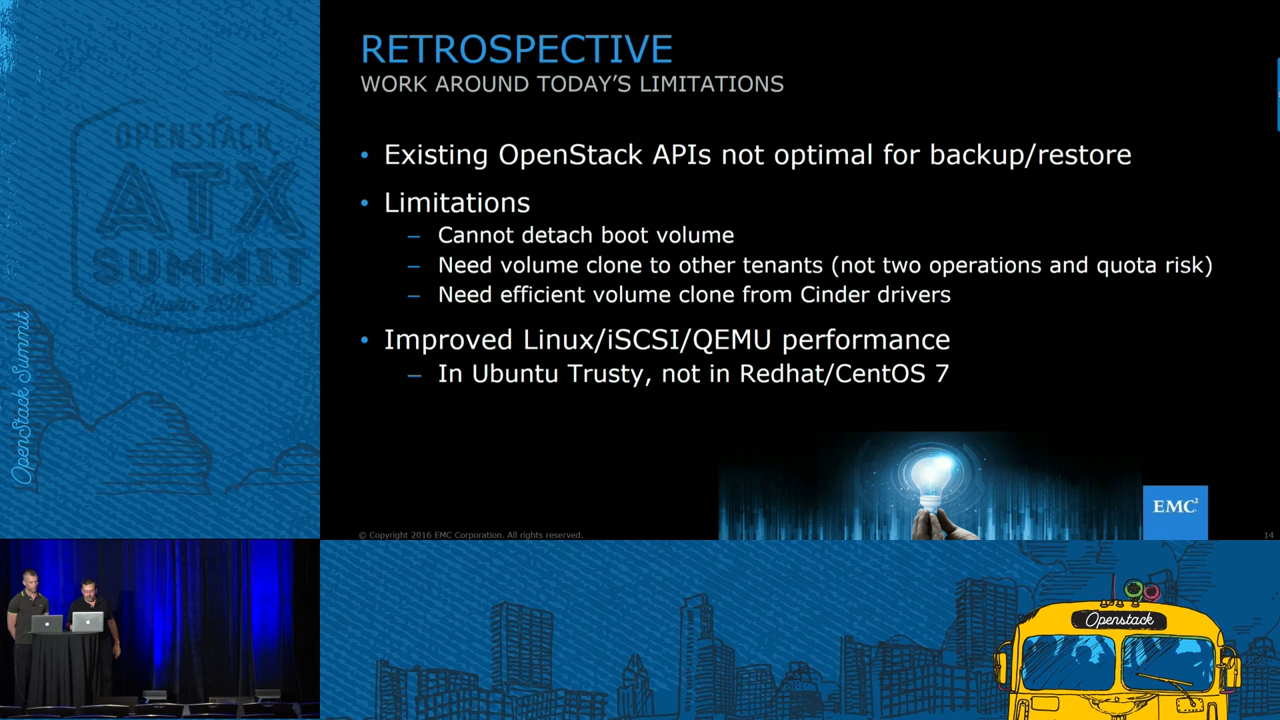 RETROSPECTIVE
WORK AROUND TODAY'S LIMITATIONS
• Existing OpenStack APIs not optimal for backup/restore
• Limitations
– Cannot detach boot volume
– Need volume clone to other tenants (not two operations and quota risk)
– Need efficient volume clone from Cinder drivers
• Improved Linux/iSCSI/QEMU performance
– In Ubuntu Trusty, not in Redhat/CentOS 7
EMC²
© Copyright 2016 EMC Corporation. All rights reserved.
14
OPENSTACK
ATX
SUMMIT
Austin 2016
OpenStack Summit
Openstack